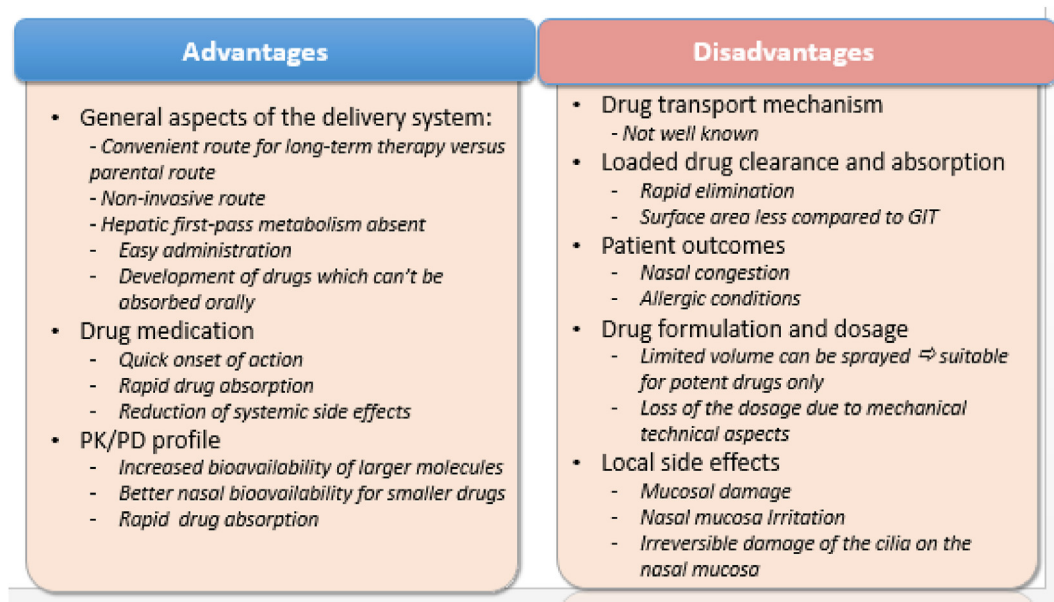 Advantages
• General aspects of the delivery system:
- Convenient route for long-term therapy versus
parental route
- Non-invasive route
- Hepatic first-pass metabolism absent
- Easy administration
- Development of drugs which can't be
absorbed orally
• Drug medication
- Quick onset of action
- Rapid drug absorption
- Reduction of systemic side effects
• PK/PD profile
- Increased bioavailability of larger molecules
- Better nasal bioavailability for smaller drugs
- Rapid drug absorption
Disadvantages
• Drug transport mechanism
- Not well known
• Loaded drug clearance and absorption
- Rapid elimination
- Surface area less compared to GIT
• Patient outcomes
- Nasal congestion
- Allergic conditions
• Drug formulation and dosage
- Limited volume can be sprayed ⇨ suitable
for potent drugs only
- Loss of the dosage due to mechanical
technical aspects
• Local side effects
- Mucosal damage
- Nasal mucosa Irritation
- Irreversible damage of the cilia on the
nasal mucosa